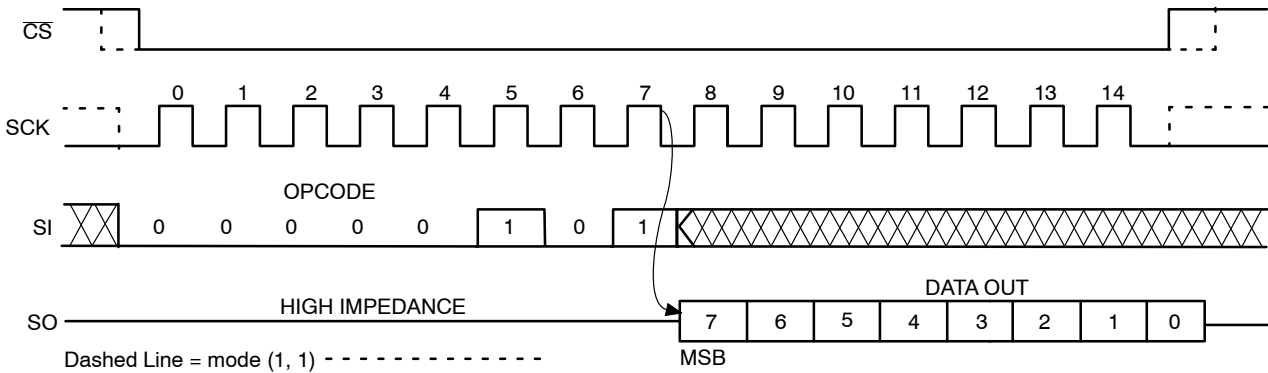 CS
0 1 2 3 4 5 6 7 8 9 10 11 12 13 14
SCK
OPCODE
SI 0 0 0 0 0 1 0 1
HIGH IMPEDANCE DATA OUT
SO 7 6 5 4 3 2 1 0
Dashed Line = mode (1, 1) MSB